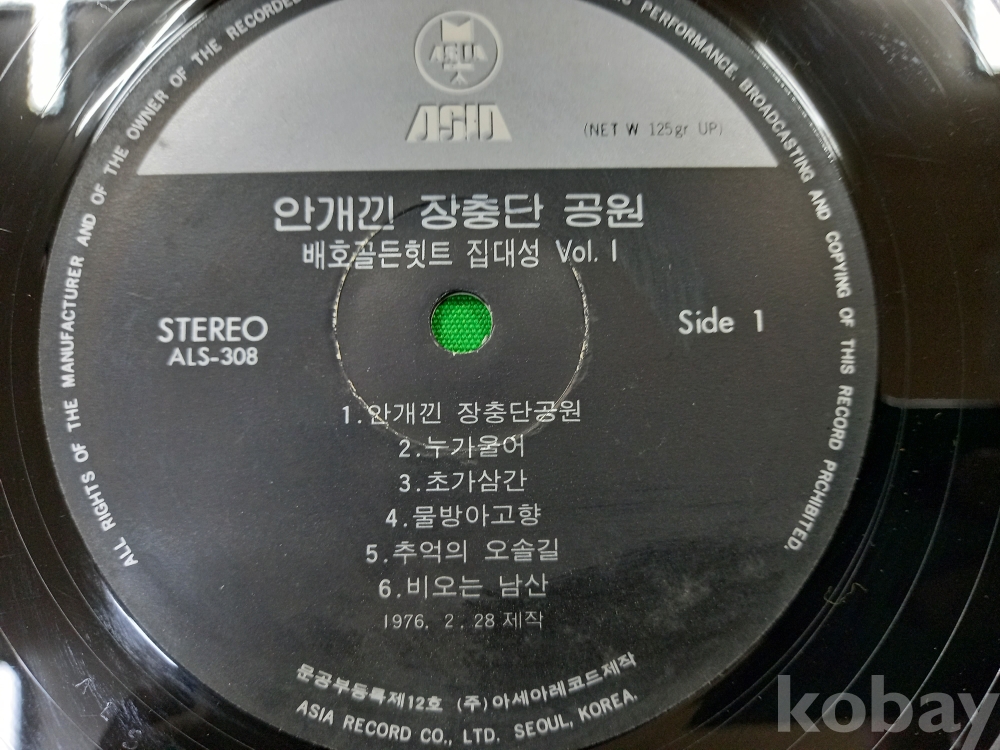 ALL RIGHTS OF THE MANUFACTURER AND OF THE OWNER OF THE RECORDED
PERFORMANCE. BROADCASTING AND COPYING OF THIS RECORD PRCHIBITED.
ASIA
ASIA
(NET W 125gr UP)
안개낀 장충단 공원
배호골든힛트 집대성 Vol. I
STEREO
ALS-308
Side 1
1.안개낀 장충단공원
2.누가울어
3.초가삼간
4.물방아고향
5.추억의 오솔길
6.비오는 남산
1976. 2. 28 제작
문공부등록제12호 (주)아세아레코드제작
ASIA RECORD CO., LTD. SEOUL, KOREA.
kobay